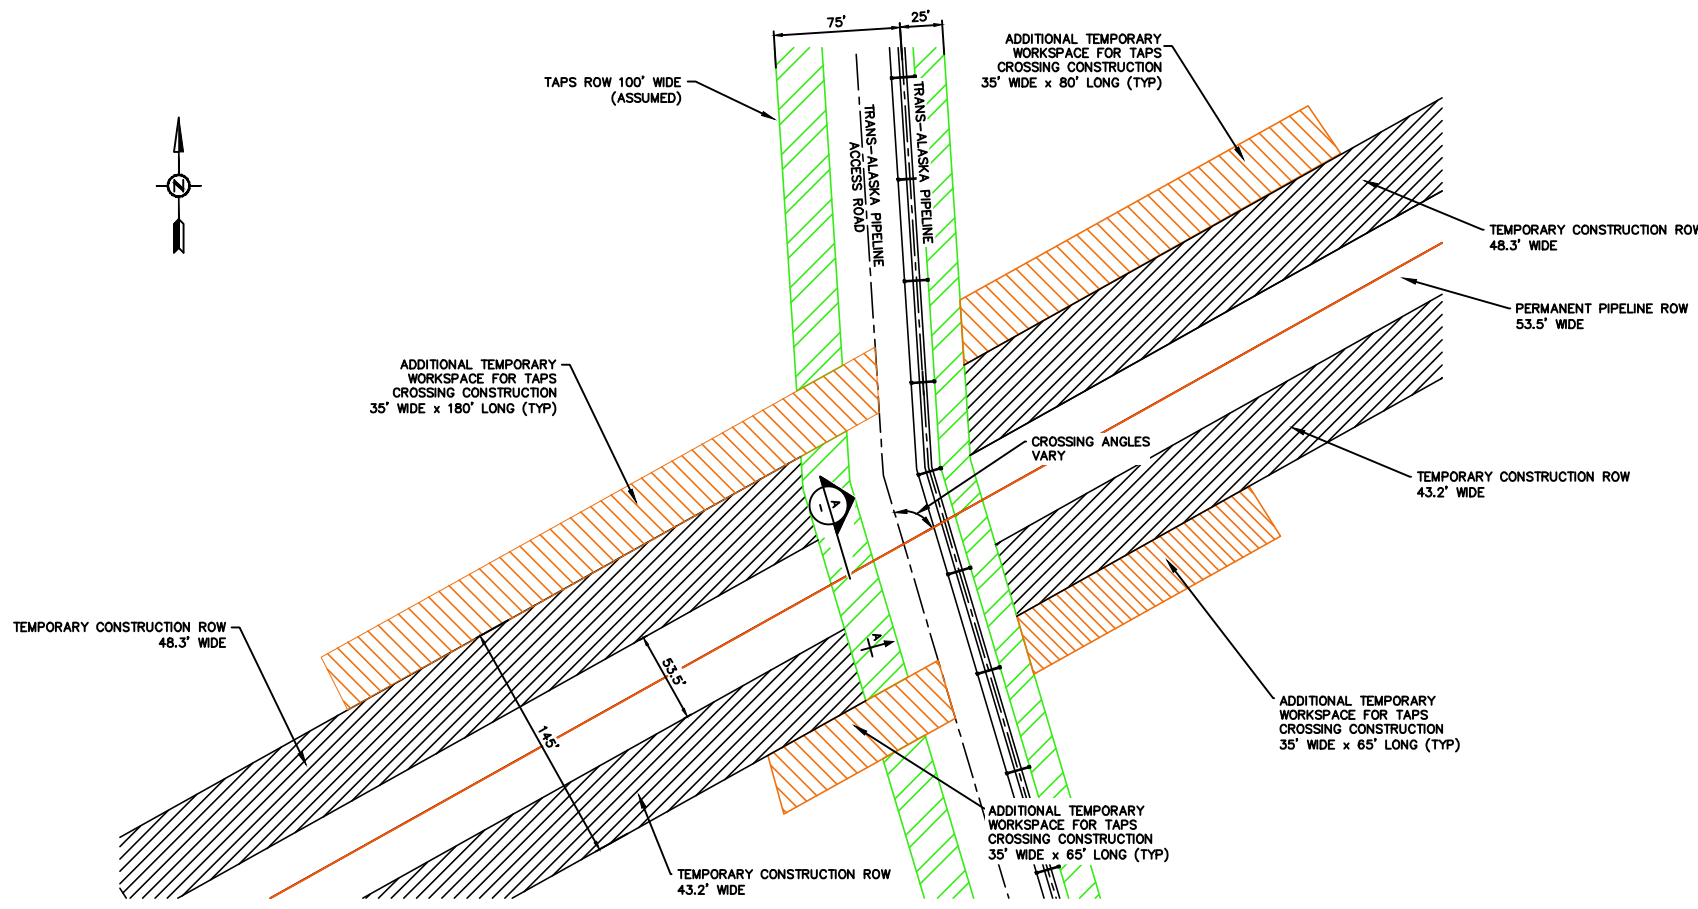 75'
25'
ADDITIONAL TEMPORARY
WORKSPACE FOR TAPS
CROSSING CONSTRUCTION
35' WIDE x 80' LONG (TYP)
TAPS ROW 100' WIDE
(ASSUMED)
TRANS-ALASKA PIPELINE
ACCESS ROAD
TRANS-ALASKA PIPELINE
N
TEMPORARY CONSTRUCTION ROW
48.3' WIDE
PERMANENT PIPELINE ROW
53.5' WIDE
ADDITIONAL TEMPORARY
WORKSPACE FOR TAPS
CROSSING CONSTRUCTION
35' WIDE x 180' LONG (TYP)
CROSSING ANGLES
VARY
TEMPORARY CONSTRUCTION ROW
43.2' WIDE
A
-
A
TEMPORARY CONSTRUCTION ROW
48.3' WIDE
53.5'
145'
ADDITIONAL TEMPORARY
WORKSPACE FOR TAPS
CROSSING CONSTRUCTION
35' WIDE x 65' LONG (TYP)
ADDITIONAL TEMPORARY
WORKSPACE FOR TAPS
CROSSING CONSTRUCTION
35' WIDE x 65' LONG (TYP)
TEMPORARY CONSTRUCTION ROW
43.2' WIDE